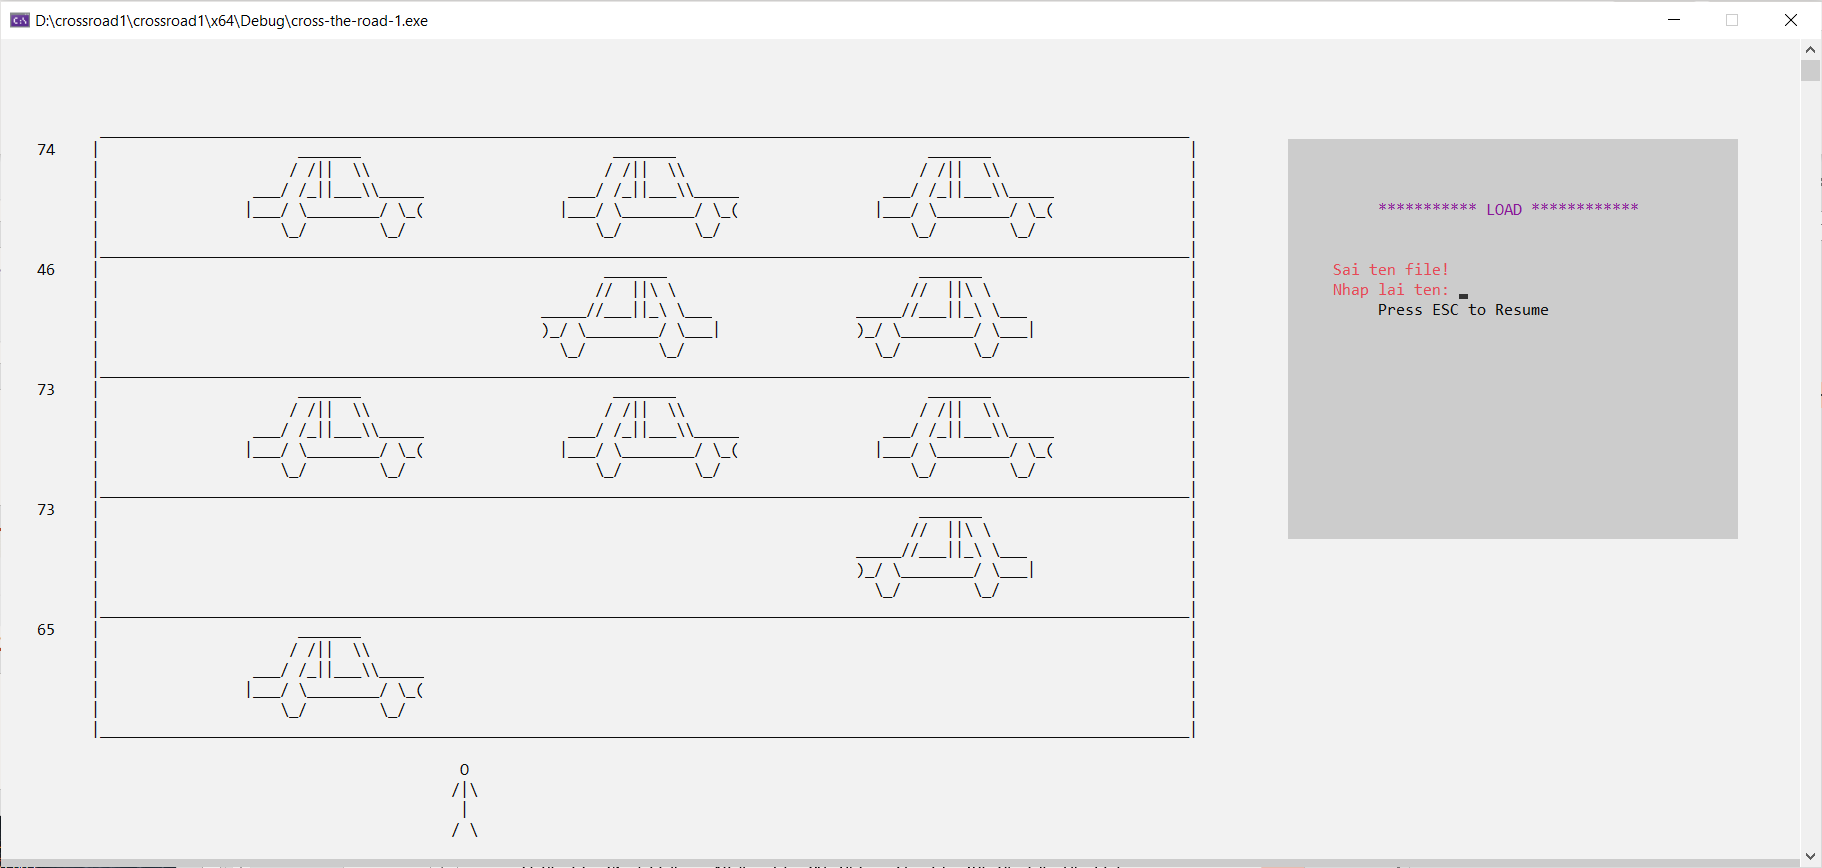 D:\crossroad1\crossroad1\x64\Debug\cross-the-road-1.exe
74
46
73
73
65
*********** LOAD ************
Sai ten file!
Nhap lai ten:
Press ESC to Resume